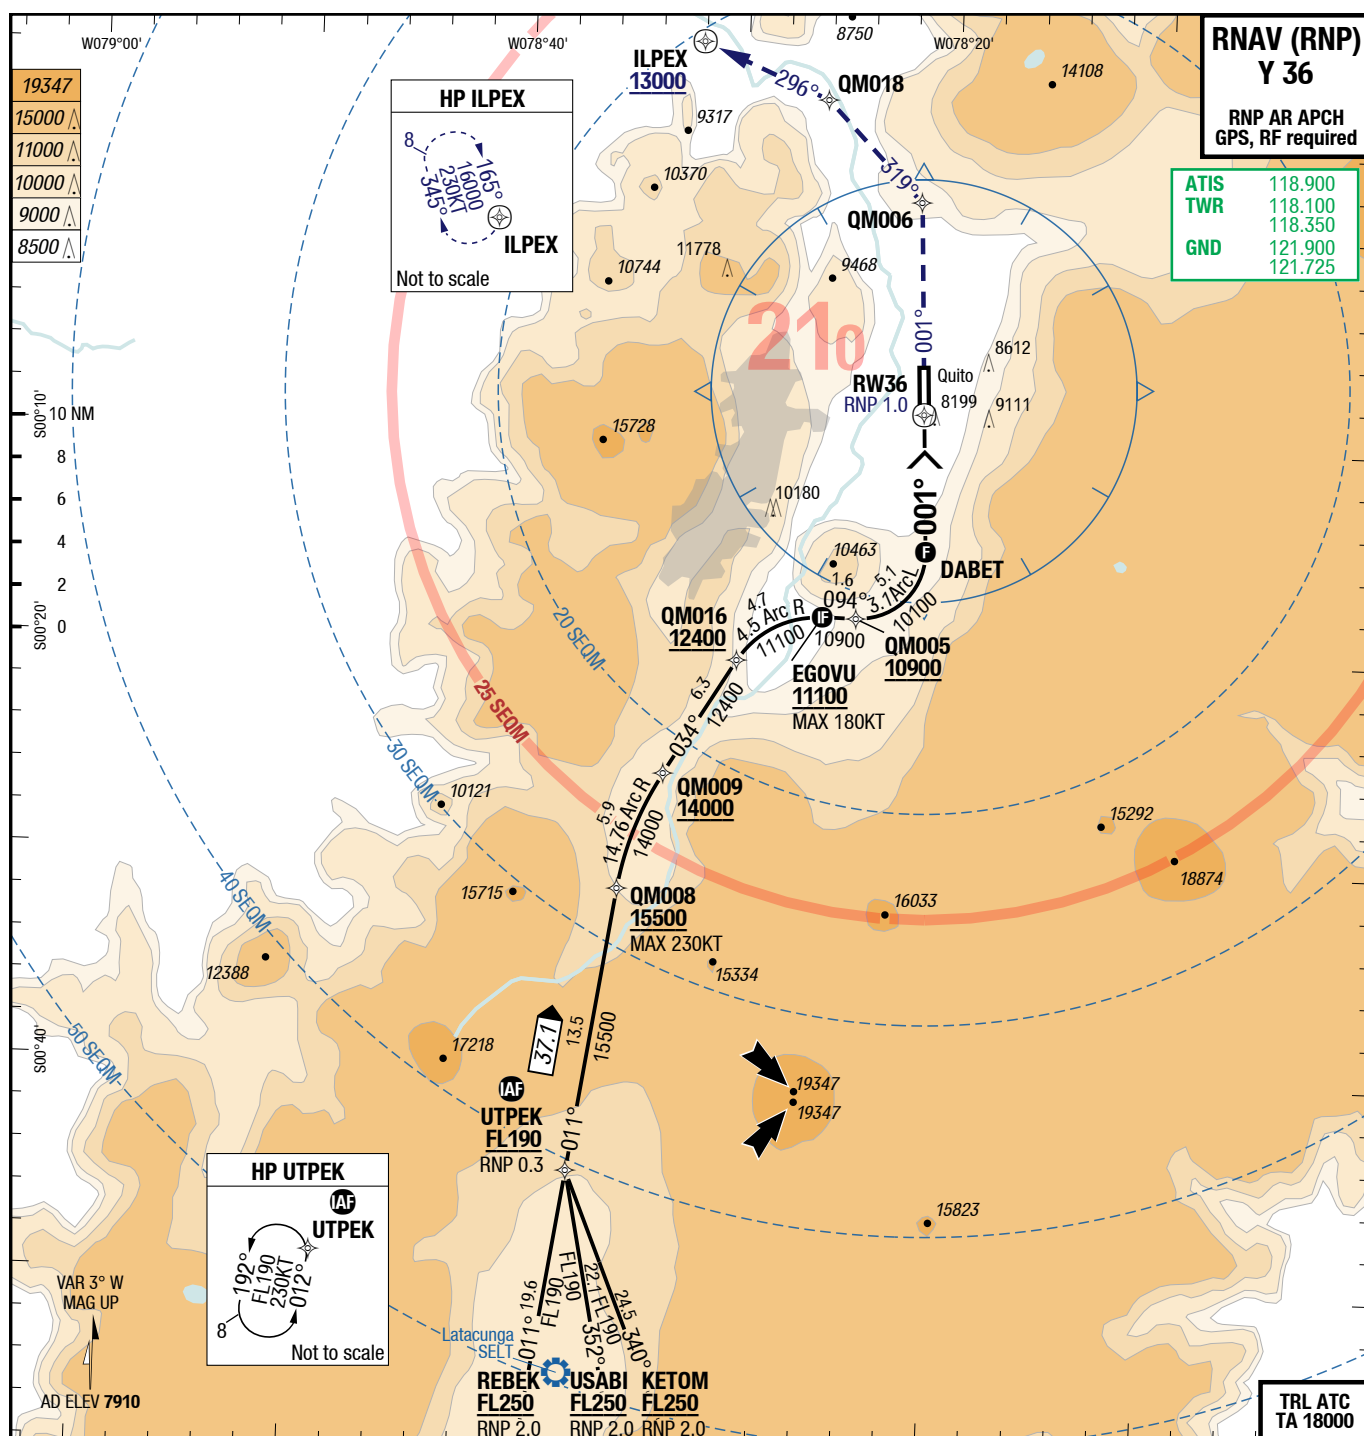 W079°00'
W078°40'
W078°20'
RNAV (RNP)
Y 36
RNP AR APCH
GPS, RF required
ATIS 118.900
TWR 118.100
118.350
GND 121.900
121.725
19347
15000
11000
10000
9000
8500
HP ILPEX
8
165°
16000
230KT
345°
ILPEX
Not to scale
ILPEX
13000
296°
QM018
319°
QM006
001°
8750
14108
9317
10370
11778
10744
9468
210
8612
RW36
RNP 1.0
Quito
8199
9111
15728
10180
001°
10463
DABET
S00°10'
10 NM
8
6
4
2
0
S00°20'
S00°40'
1.6
094°
5.1
3.1 Arc L
10100
4.7
4.5 Arc R
11100
IF
F
10900
QM016
12400
QM005
10900
EGOVU
11100
MAX 180KT
20 SEQM
25 SEQM
30 SEQM
40 SEQM
50 SEQM
6.3
12400
034°
QM009
14000
5.9
14.76 Arc R
14000
10121
15292
18874
15715
16033
QM008
15500
MAX 230KT
12388
15334
17218
37.1
13.5
15500
19347
19347
IAF
UTPEK
FL190
RNP 0.3
011°
15823
HP UTPEK
IAF
UTPEK
192°
FL190
230KT
012°
8
Not to scale
VAR 3° W
MAG UP
AD ELEV 7910
Latacunga
SELT
011°
19.6
FL190
FL190
352°
22.1 FL190
24.5
340°
REBEK
FL250
RNP 2.0
USABI
FL250
RNP 2.0
KETOM
FL250
RNP 2.0
TRL ATC
TA 18000